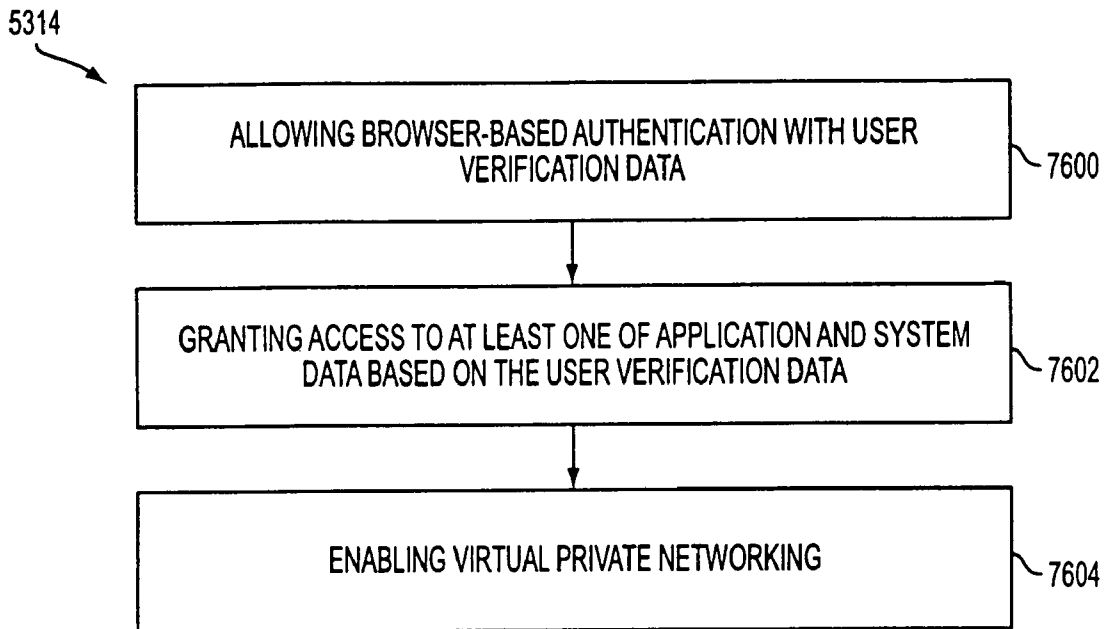 5314
ALLOWING BROWSER-BASED AUTHENTICATION WITH USER
VERIFICATION DATA
7600
GRANTING ACCESS TO AT LEAST ONE OF APPLICATION AND SYSTEM
DATA BASED ON THE USER VERIFICATION DATA
7602
ENABLING VIRTUAL PRIVATE NETWORKING
7604